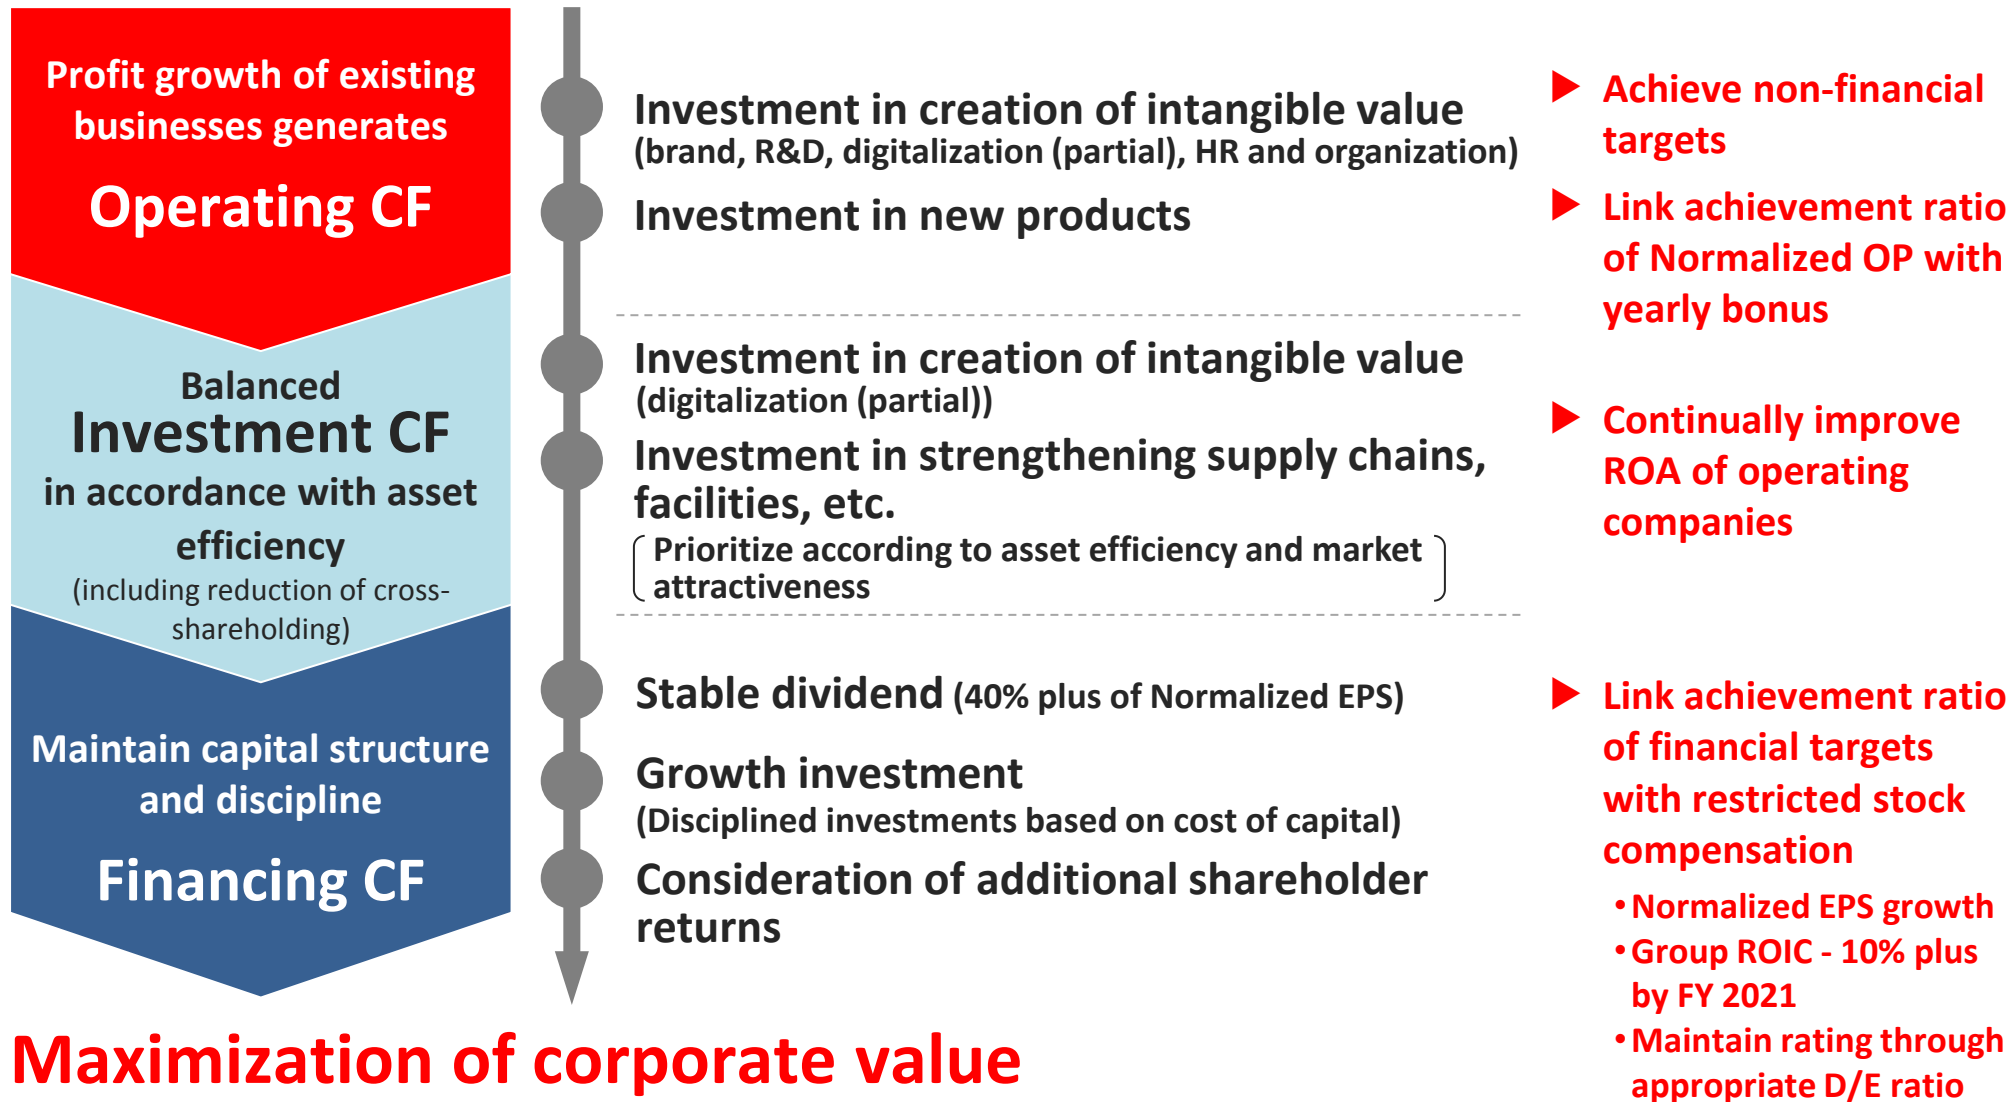 Profit growth of existing
businesses generates
Operating CF
Balanced
Investment CF
in accordance with asset
efficiency
(including reduction of cross-
shareholding)
Maintain capital structure
and discipline
Financing CF
Investment in creation of intangible value
(brand, R&D, digitalization (partial), HR and organization)
Investment in new products
Investment in creation of intangible value
(digitalization (partial))
Investment in strengthening supply chains,
facilities, etc.
Prioritize according to asset efficiency and market
attractiveness
Stable dividend (40% plus of Normalized EPS)
Growth investment
(Disciplined investments based on cost of capital)
Consideration of additional shareholder
returns
▶ Achieve non-financial
targets
▶ Link achievement ratio
of Normalized OP with
yearly bonus
▶ Continually improve
ROA of operating
companies
▶ Link achievement ratio
of financial targets
with restricted stock
compensation
•Normalized EPS growth
•Group ROIC - 10% plus
by FY 2021
•Maintain rating through
appropriate D/E ratio
Maximization of corporate value